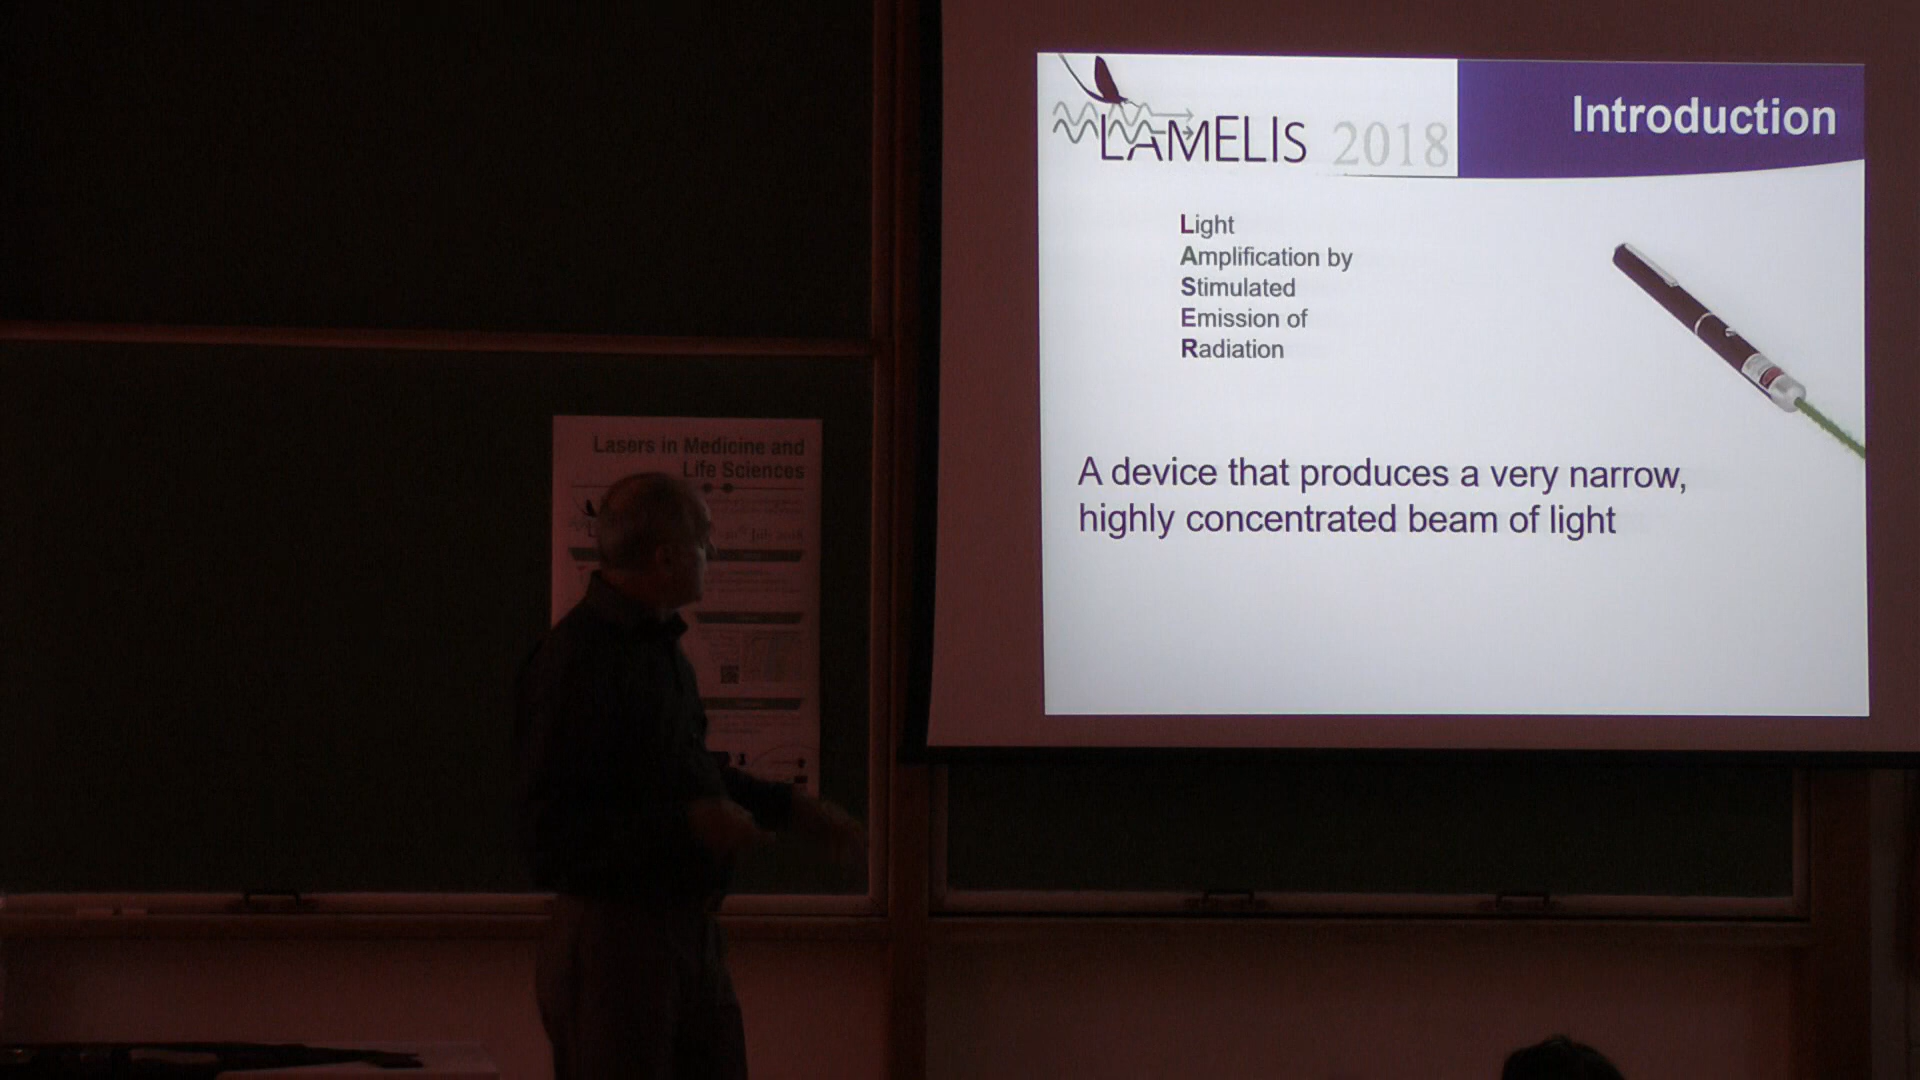 LAMELIS 2018
Introduction
Light
Amplification by
Stimulated
Emission of
Radiation
A device that produces a very narrow,
highly concentrated beam of light
Lasers in Medicine and
Life Sciences